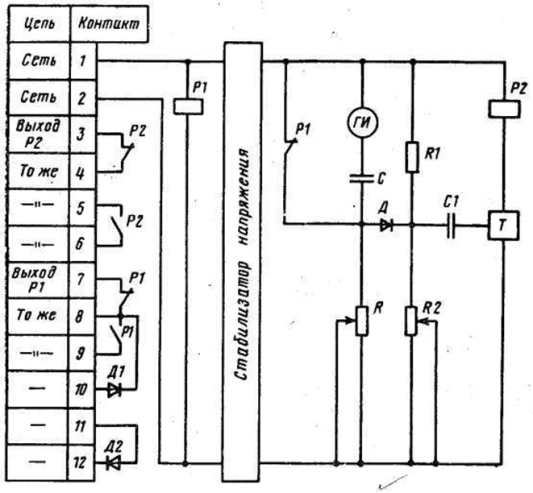 Цепь Контакт
Сеть 1
Сеть 2
Выход Р2 3
То же 4
—"— 5
—"— 6
Выход Р1 7
То же 8
—"— 9
— 10
— 11
— 12
Р2
Р2
Р1
Р1
Д1
Д2
Р1
Стабилизатор напряжения
Р1
ГИ
С
Д
R
R1
R2
С1
Р2
Т